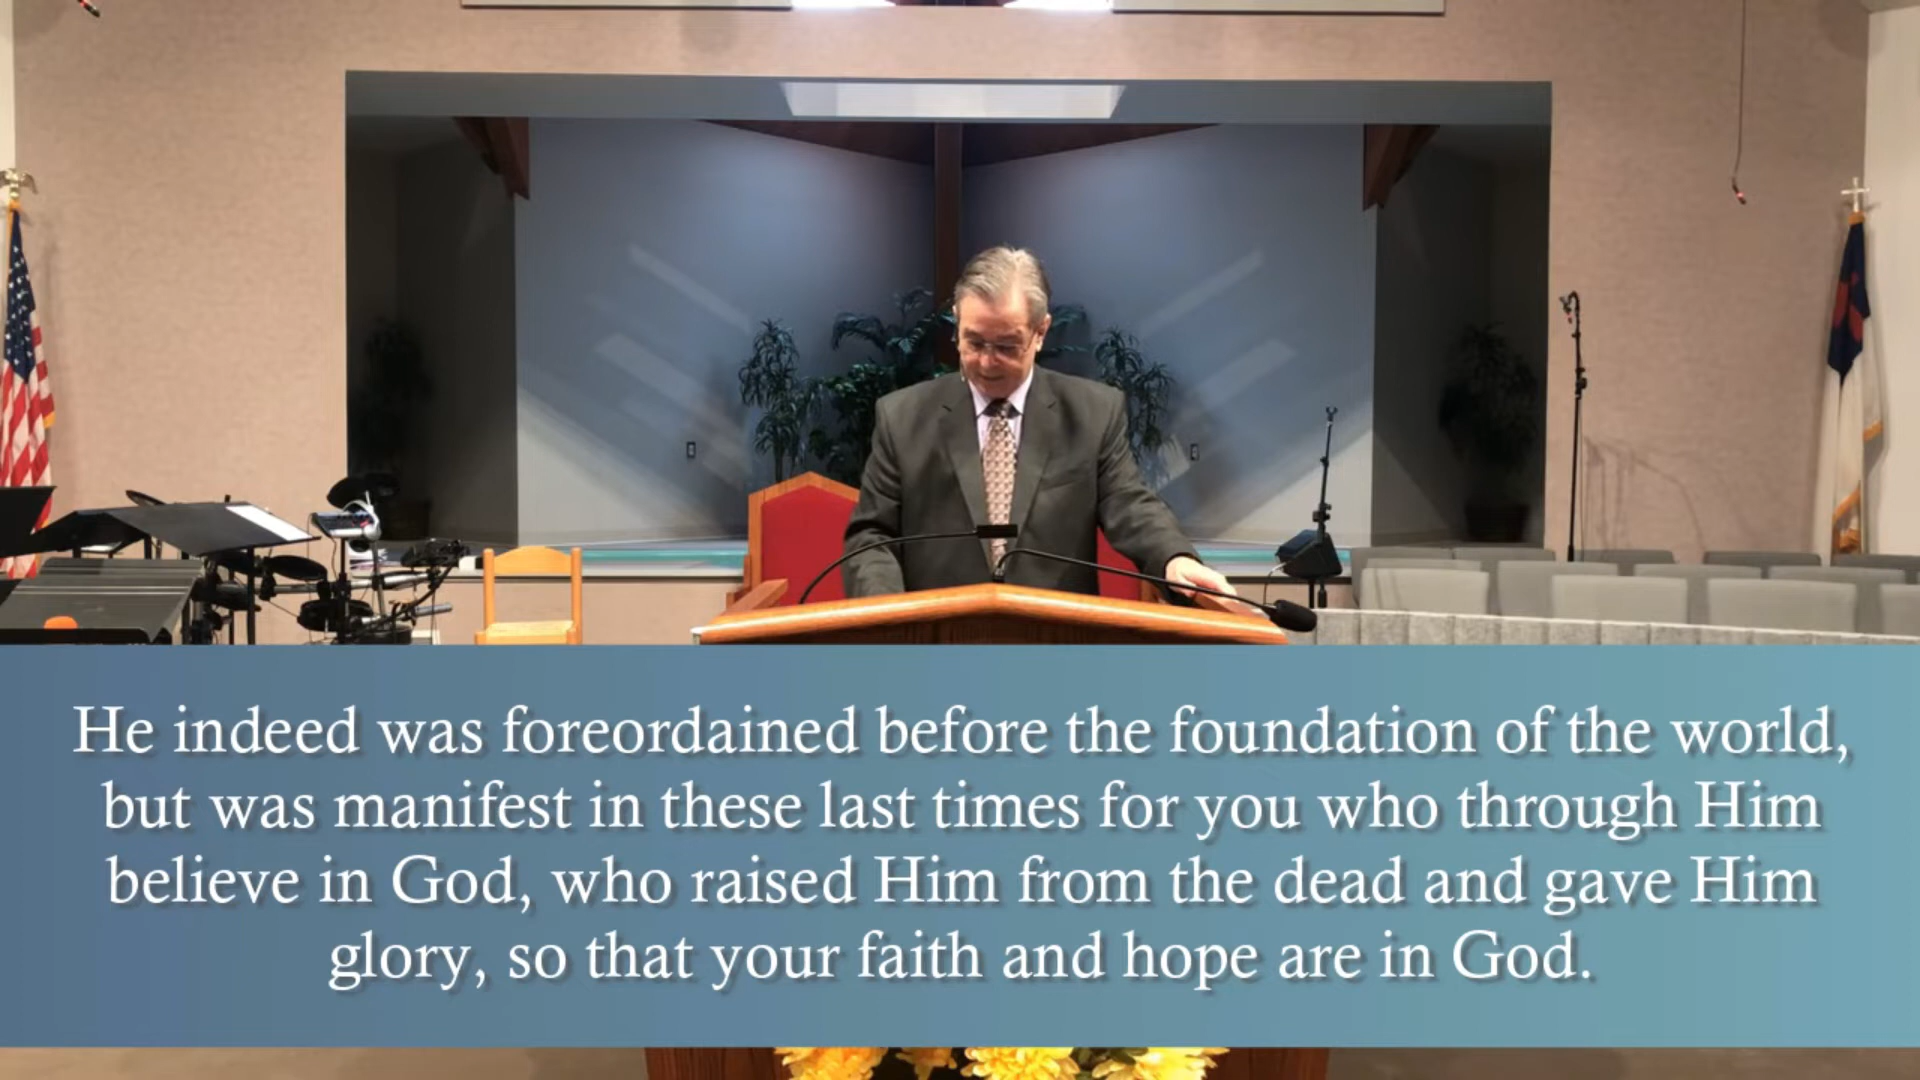 He indeed was foreordained before the foundation of the world,
but was manifest in these last times for you who through Him
believe in God, who raised Him from the dead and gave Him
glory, so that your faith and hope are in God.